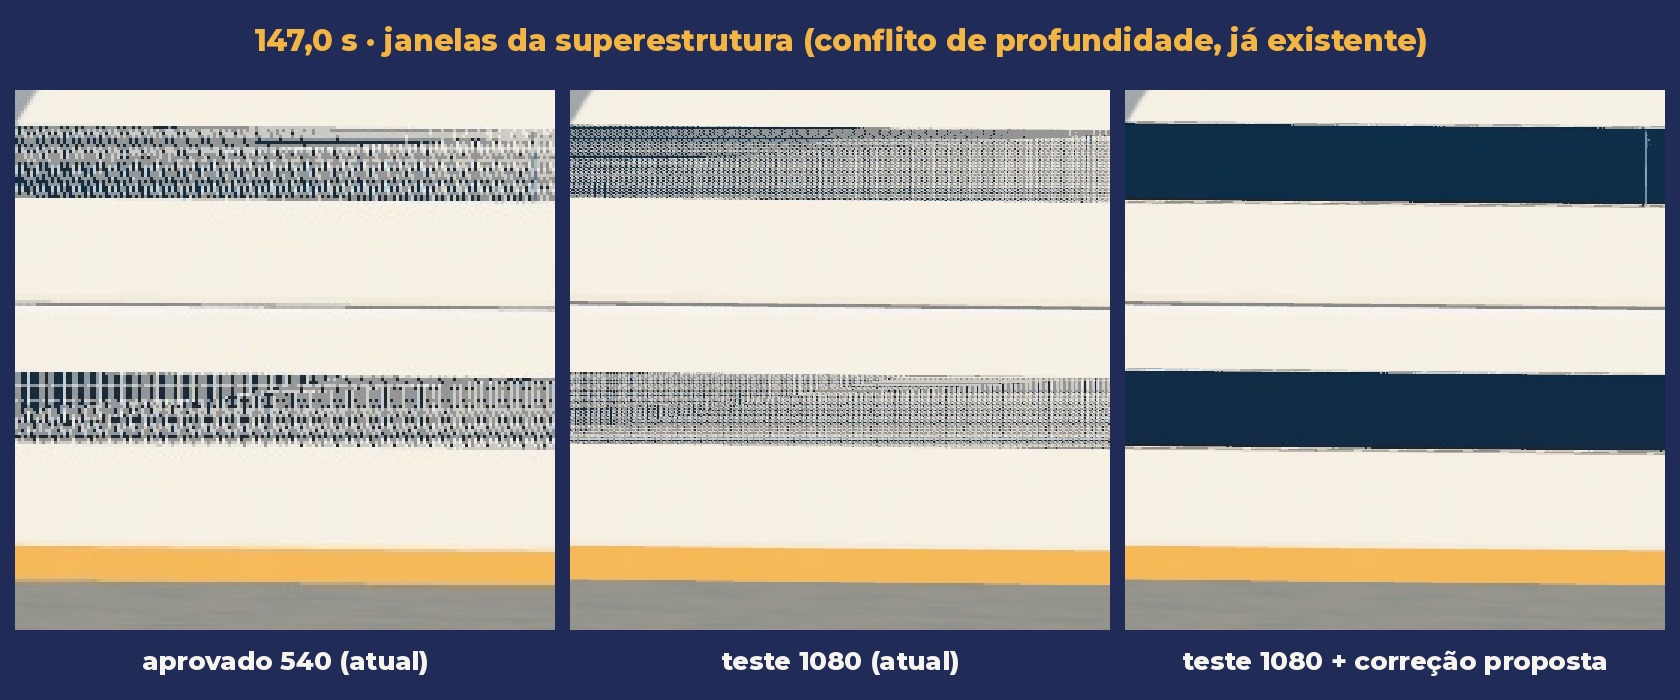 147,0 s · janelas da superestrutura (conflito de profundidade, já existente)
aprovado 540 (atual)
teste 1080 (atual)
teste 1080 + correção proposta